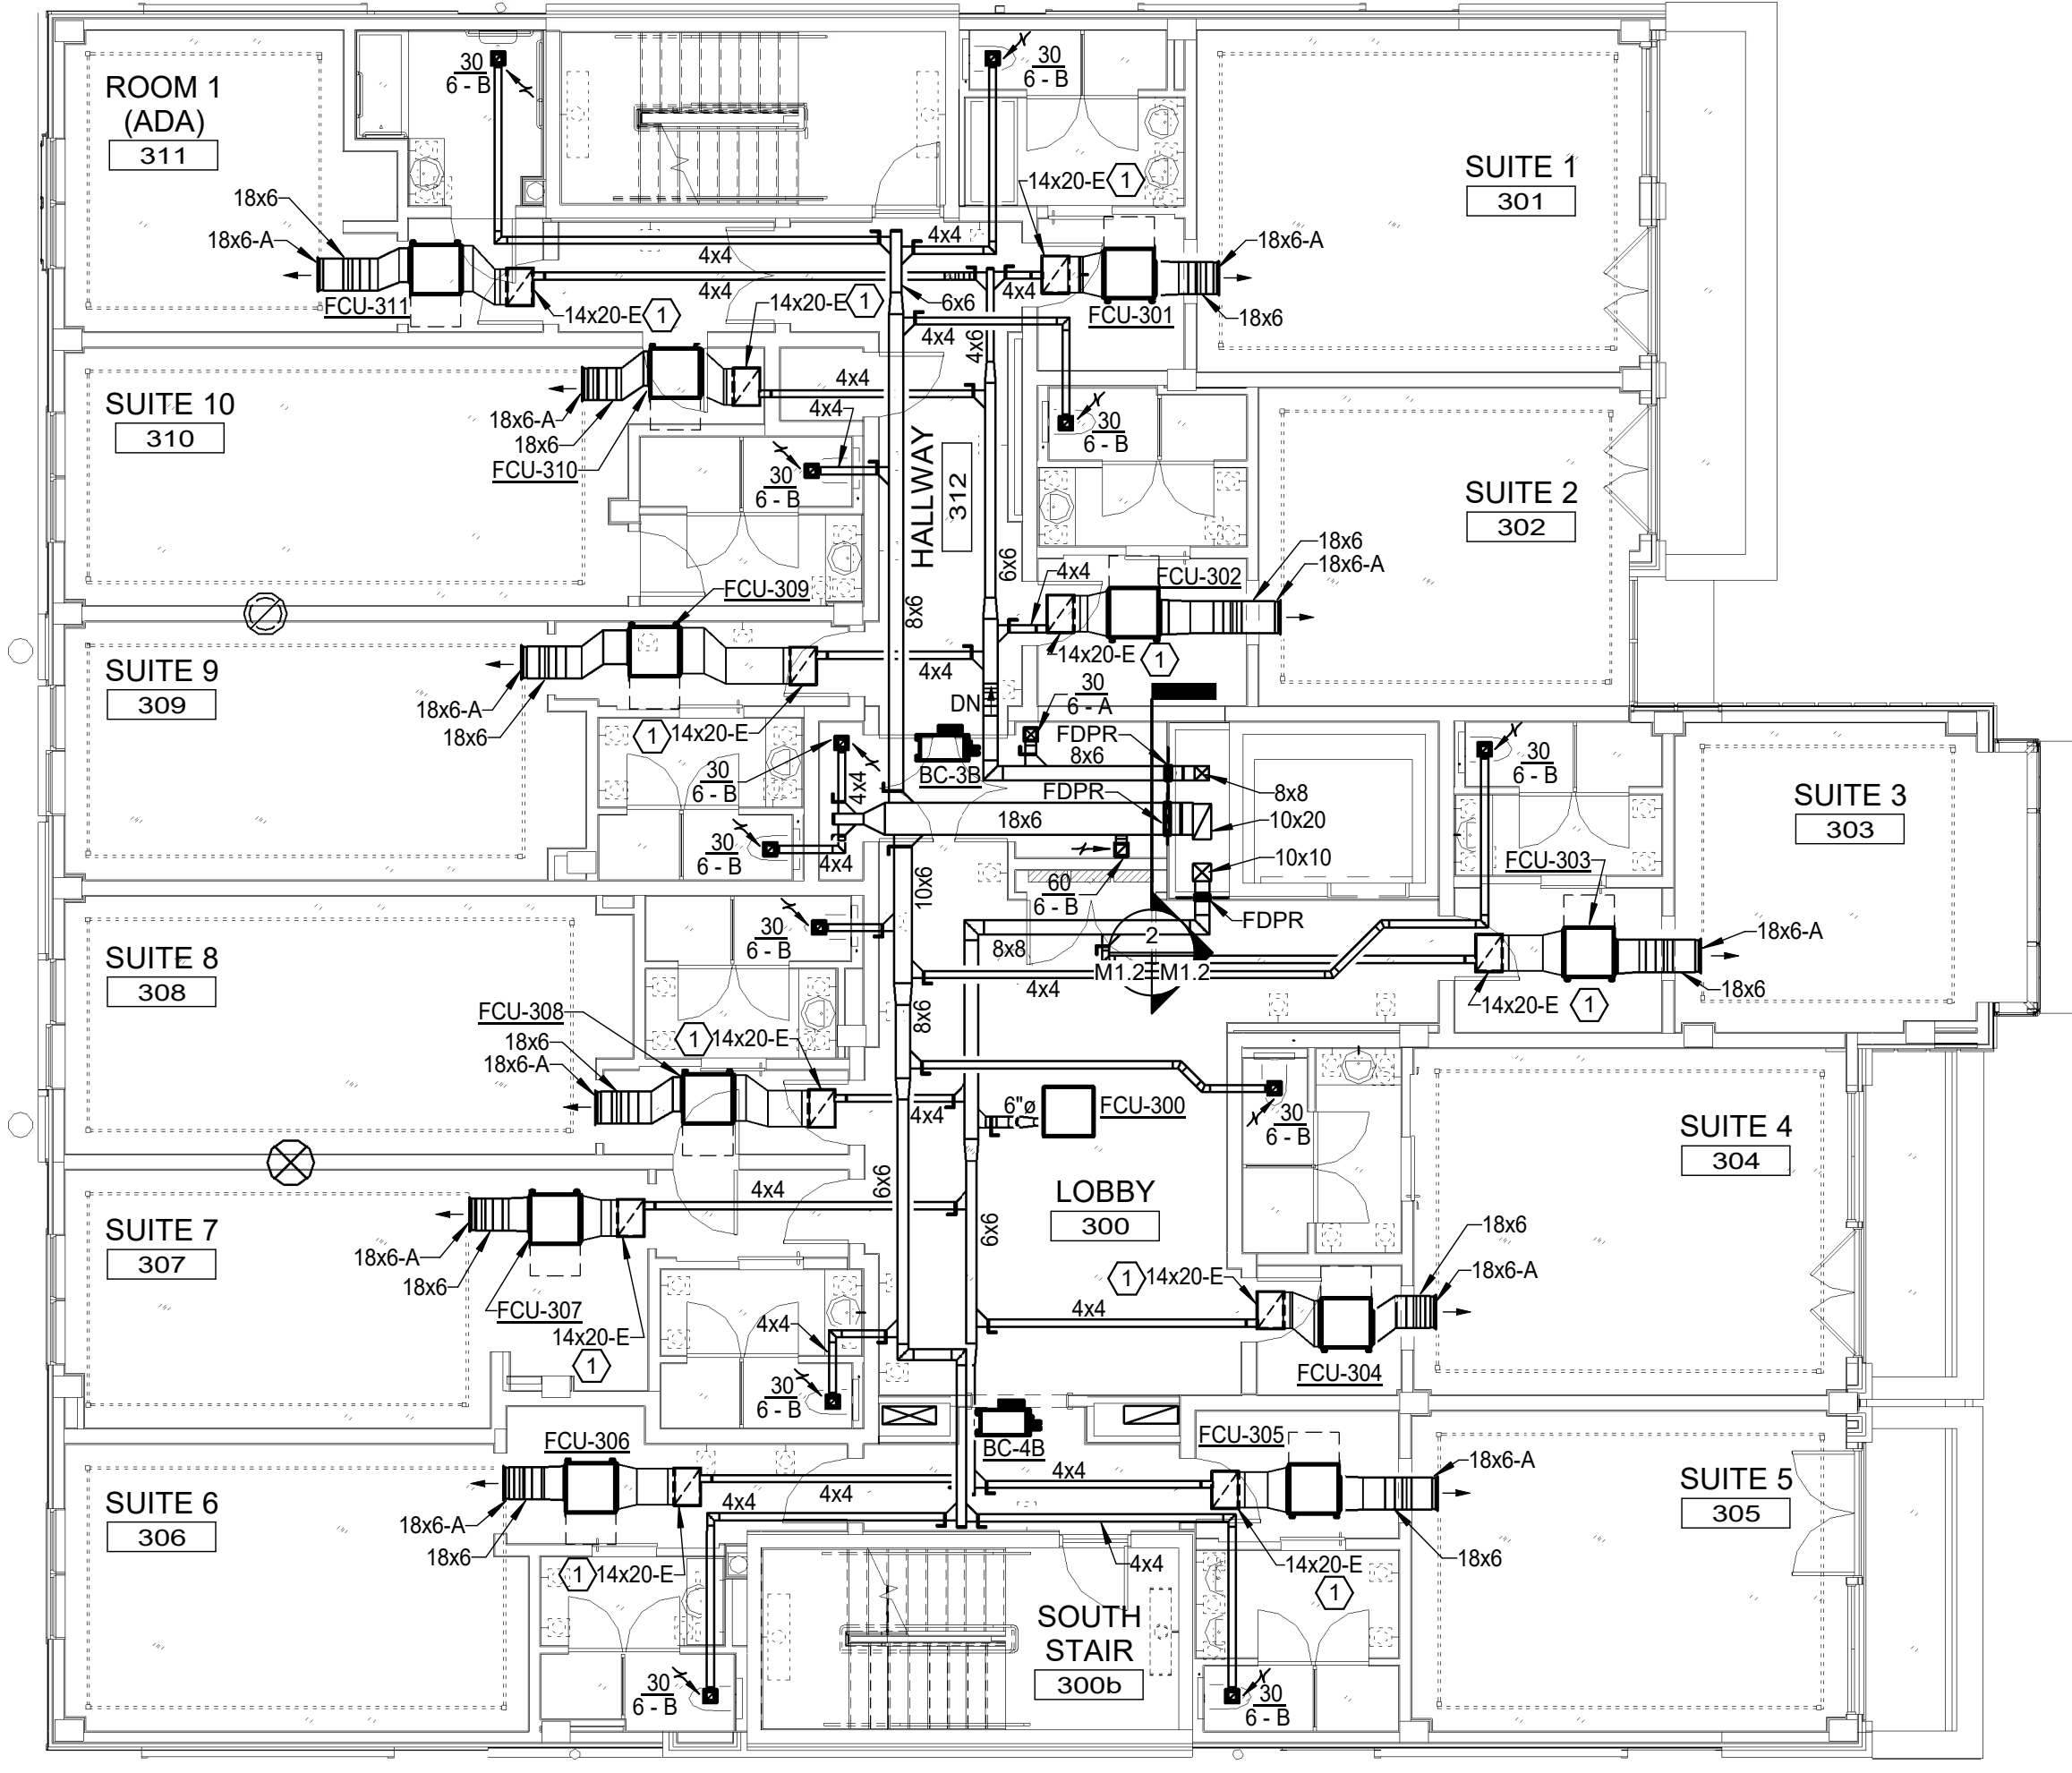 30
6 - B
30
6 - B
ROOM 1
(ADA)
311
SUITE 1
301
14x20-E
1
18x6
18x6-A
4x4
4x4
18x6-A
4x4
6x6
4x4
FCU-311
14x20-E
1
14x20-E
1
FCU-301
18x6
4x4
4x6
4x4
4x4
SUITE 10
310
18x6-A
18x6
FCU-310
30
6 - B
30
6 - B
HALLWAY
312
SUITE 2
302
18x6
18x6-A
FCU-302
4x4
6x6
8x6
FCU-309
SUITE 9
309
4x4
14x20-E
1
18x6-A
18x6
1
14x20-E
DN
30
6 - A
FDPR
8x6
BC-3B
30
6 - B
4x4
FDPR
8x8
18x6
10x20
30
6 - B
SUITE 3
303
30
6 - B
4x4
10x10
FCU-303
10x6
60
6 - B
FDPR
30
6 - B
8x8
2
M1.2
M1.2
4x4
18x6-A
18x6
14x20-E
1
SUITE 8
308
FCU-308
18x6
18x6-A
1
14x20-E
8x6
4x4
6"ø
FCU-300
30
6 - B
SUITE 4
304
6x6
4x4
LOBBY
300
6x6
SUITE 7
307
18x6-A
18x6
FCU-307
14x20-E
1
4x4
1
14x20-E
4x4
18x6
18x6-A
FCU-304
30
6 - B
FCU-306
BC-4B
FCU-305
4x4
18x6-A
SUITE 6
306
18x6-A
18x6
4x4
4x4
SUITE 5
305
18x6
1
14x20-E
4x4
14x20-E
1
SOUTH
STAIR
300b
30
6 - B
30
6 - B